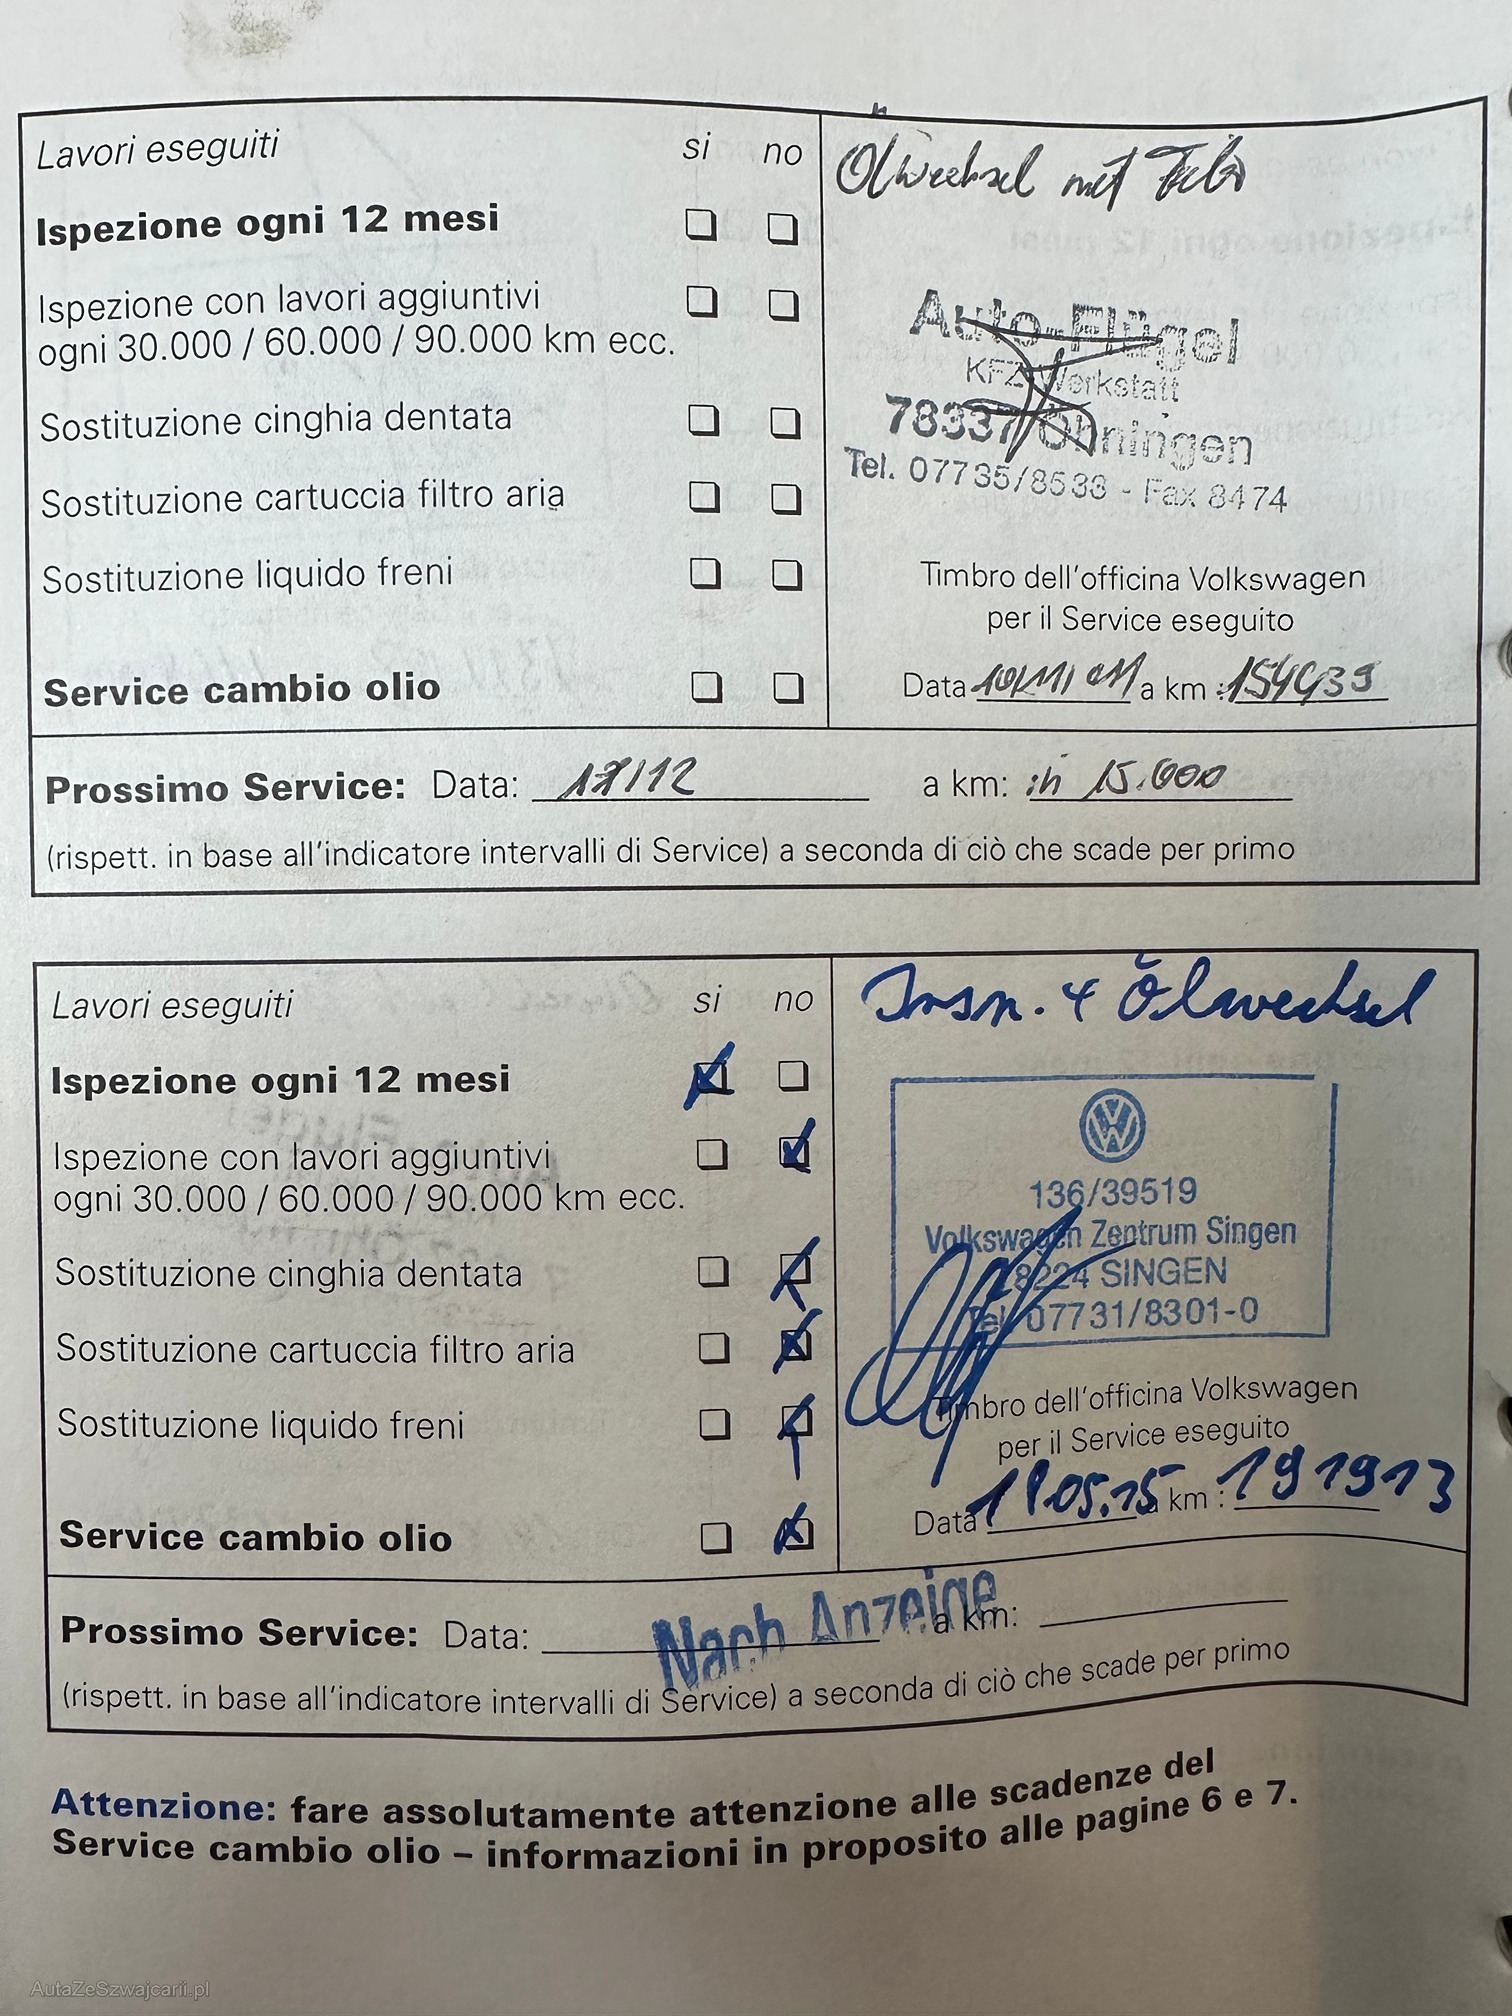 Lavori eseguiti si no
Ölwechsel mit
Ispezione ogni 12 mesi
Ispezione con lavori aggiuntivi
ogni 30.000 / 60.000 / 90.000 km ecc.
Auto-Flügel
KFZ Werkstatt
78337 Öhningen
Tel. 07735/8533 - Fax 8474
Sostituzione cinghia dentata
Sostituzione cartuccia filtro aria
Sostituzione liquido freni
Timbro dell'officina Volkswagen
per il Service eseguito
Service cambio olio
Data a km : 154939
Prossimo Service: Data: a km: in 15.000
(rispett. in base all'indicatore intervalli di Service) a seconda di ciò che scade per primo
Lavori eseguiti si no
Insp. + Ölwechsel
Ispezione ogni 12 mesi
Ispezione con lavori aggiuntivi
ogni 30.000 / 60.000 / 90.000 km ecc.
136/39519
Volkswagen Zentrum Singen
78224 SINGEN
Tel. 07731/8301-0
Sostituzione cinghia dentata
Sostituzione cartuccia filtro aria
Sostituzione liquido freni
Timbro dell'officina Volkswagen
per il Service eseguito
Data a km : 191913
Service cambio olio
Nach Anzeige
Prossimo Service: Data: a km:
(rispett. in base all'indicatore intervalli di Service) a seconda di ciò che scade per primo
Attenzione: fare assolutamente attenzione alle scadenze del
Service cambio olio – informazioni in proposito alle pagine 6 e 7.
AutaZeSzwajcarii.pl